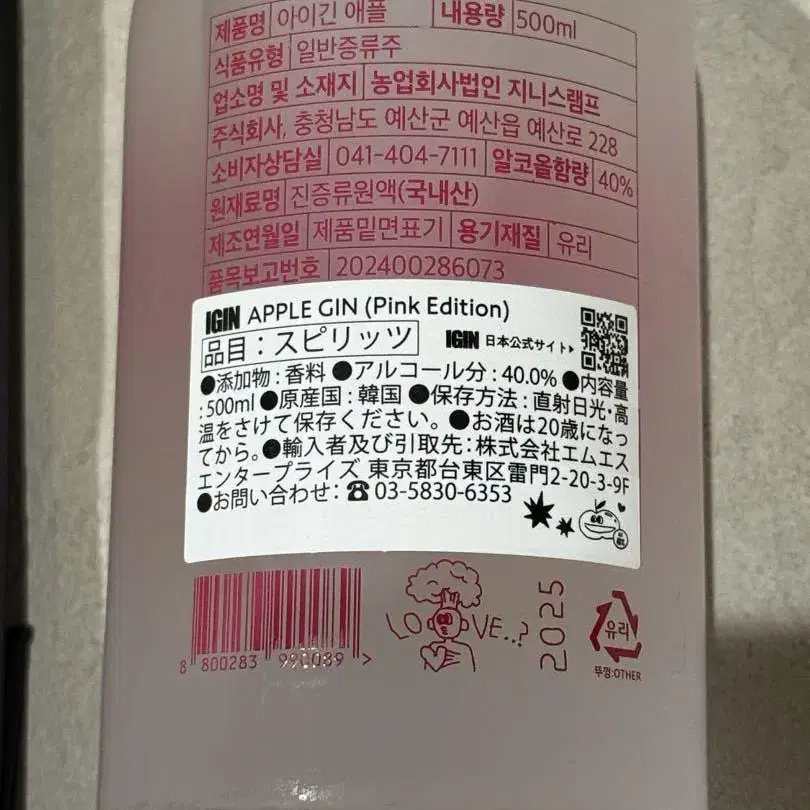 제품명 아이긴 애플 내용량 500ml
식품유형 일반증류주
업소명 및 소재지 농업회사법인 지니스램프
주식회사, 충청남도 예산군 예산읍 예산로 228
소비자상담실 041-404-7111 알코올함량 40%
원재료명 진증류원액(국내산)
제조연월일 제품밑면표기 용기재질 유리
품목보고번호 202400286073
IGIN APPLE GIN (Pink Edition)
品目:スピリッツ IGIN 日本公式サイト▶
●添加物:香料 ●アルコール分:40.0% ●内容量
:500ml ●原産国:韓国 ●保存方法:直射日光・高
温をさけて保存ください。 ●お酒は20歳になっ
てから。●輸入者及び引取先:株式会社エムエス
エンタープライズ 東京都台東区雷門2-20-3-9F
●お問い合わせ:☎03-5830-6353
LOVE..?
2025
유리
뚜껑:OTHER
8 800283 990089 >